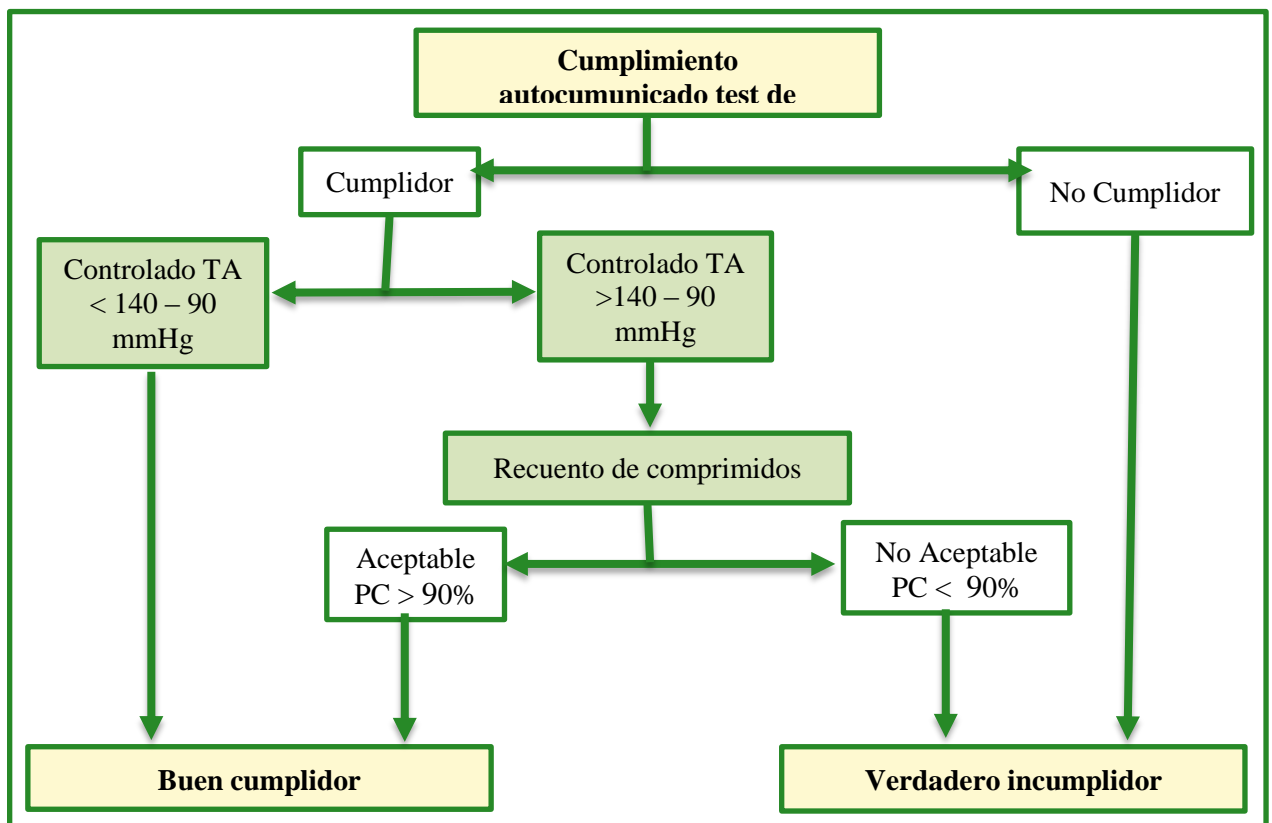 Cumplimiento
autocumunicado test de
Cumplidor
No Cumplidor
Controlado TA
< 140 – 90
mmHg
Controlado TA
>140 – 90
mmHg
Recuento de comprimidos
Aceptable
PC > 90%
No Aceptable
PC < 90%
Buen cumplidor
Verdadero incumplidor